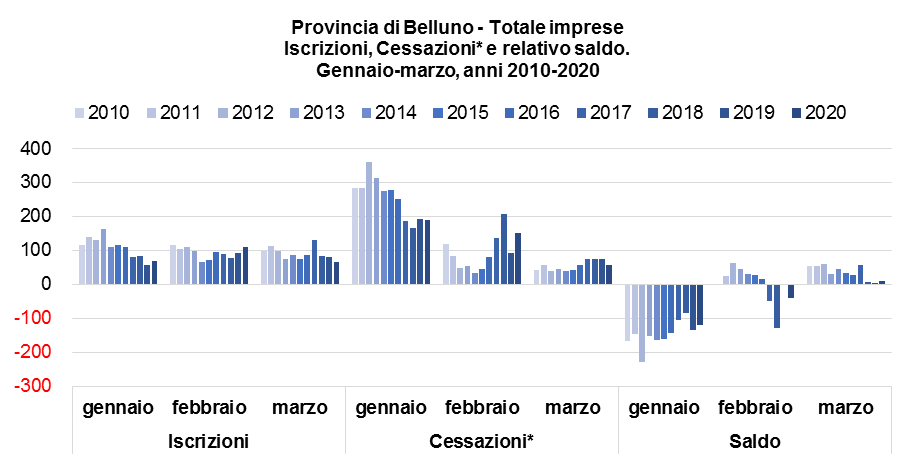 Provincia di Belluno - Totale imprese
Iscrizioni, Cessazioni* e relativo saldo.
Gennaio-marzo, anni 2010-2020
2010 2011 2012 2013 2014 2015 2016 2017 2018 2019 2020
400
300
200
100
0
-100
-200
-300
gennaio febbraio marzo gennaio febbraio marzo gennaio febbraio marzo
Iscrizioni Cessazioni* Saldo